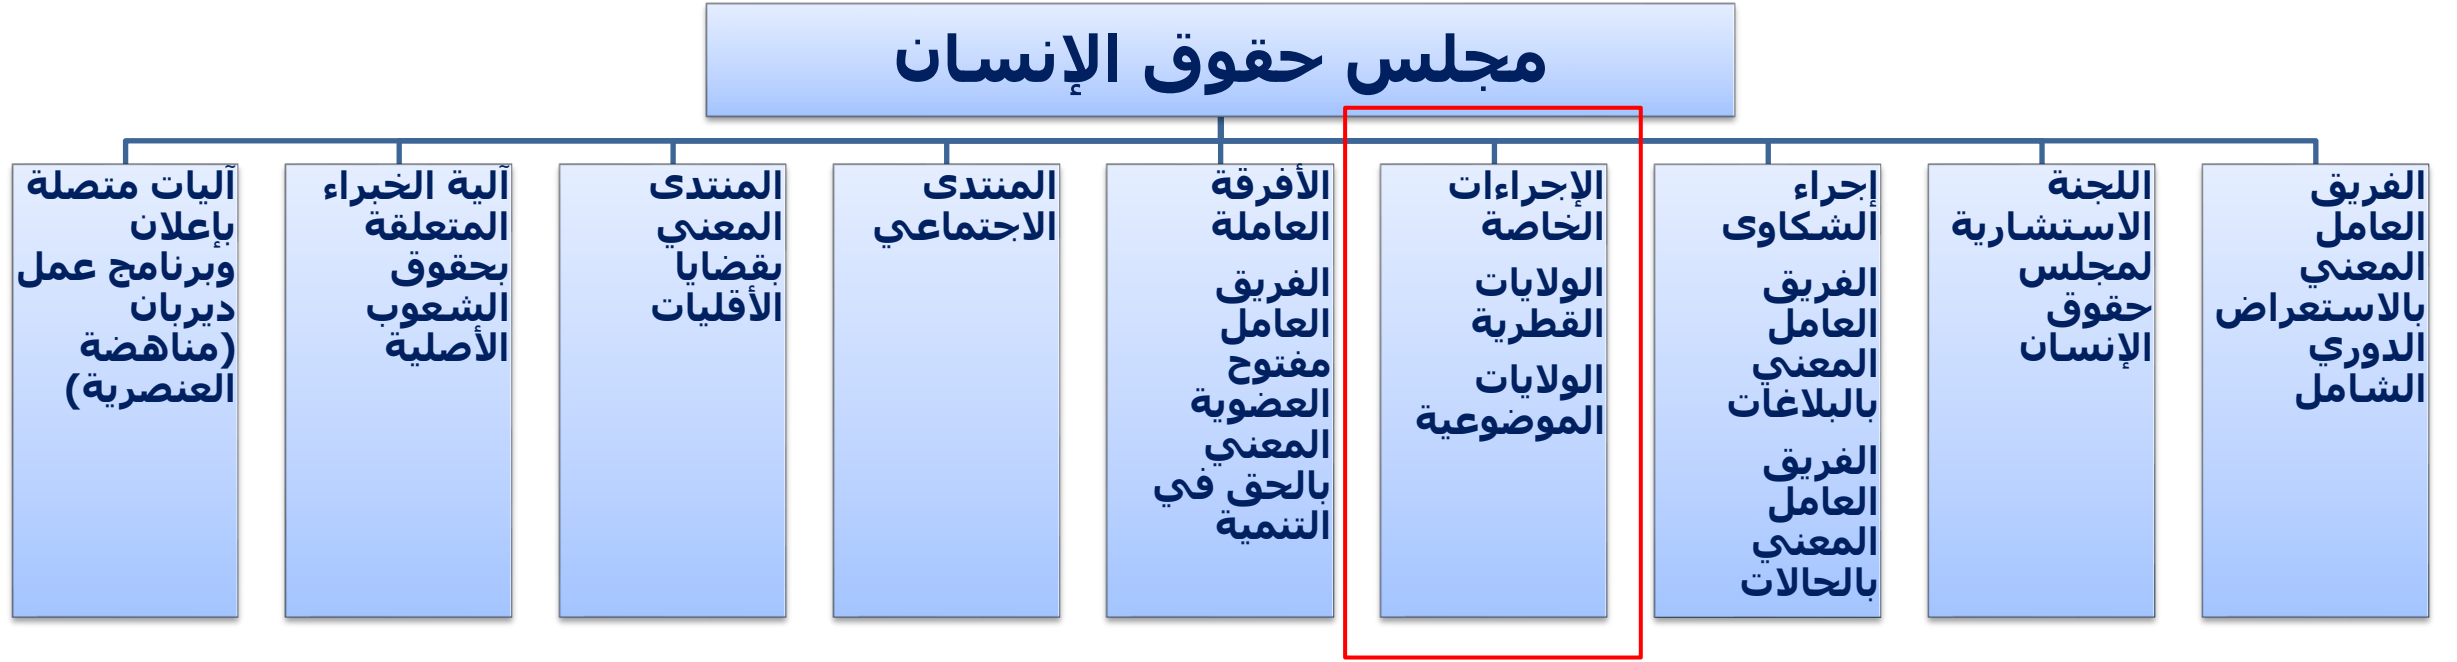 مجلس حقوق الإنسان
الفريق
العامل
المعني
بالاستعراض
الدوري
الشامل
اللجنة
الاستشارية
لمجلس
حقوق
الإنسان
إجراء
الشكاوى
الفريق
العامل
المعني
بالبلاغات
الفريق
العامل
المعني
بالحالات
الإجراءات
الخاصة
الولايات
القطرية
الولايات
الموضوعية
الأفرقة
العاملة
الفريق
العامل
مفتوح
العضوية
المعني
بالحق في
التنمية
المنتدى
الاجتماعي
المنتدى
المعني
بقضايا
الأقليات
آلية الخبراء
المتعلقة
بحقوق
الشعوب
الأصلية
آليات متصلة
بإعلان
وبرنامج عمل
ديربان
(مناهضة
العنصرية)